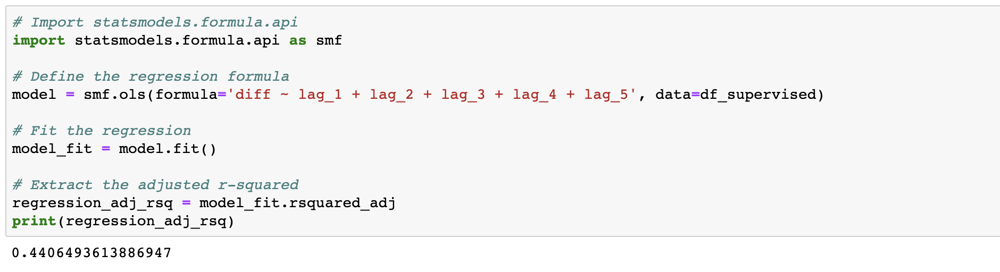 # Import statsmodels.formula.api
import statsmodels.formula.api as smf
# Define the regression formula
model = smf.ols(formula='diff ~ lag_1 + lag_2 + lag_3 + lag_4 + lag_5', data=df_supervised)
# Fit the regression
model_fit = model.fit()
# Extract the adjusted r-squared
regression_adj_rsq = model_fit.rsquared_adj
print(regression_adj_rsq)
0.4406493613886947